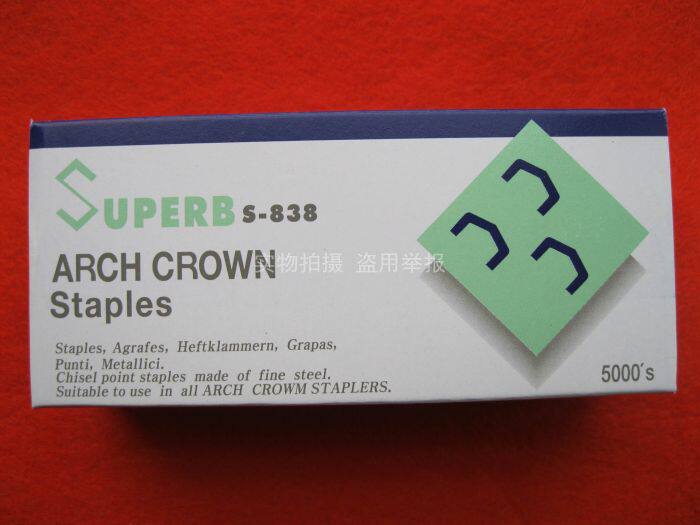 SUPERB S-838
ARCH CROWN
Staples
实物拍摄 盗用举报
Staples, Agrafes, Heftklammern, Grapas,
Punti, Metallici.
Chisel point staples made of fine steel.
Suitable to use in all ARCH CROWM STAPLERS.
5000's